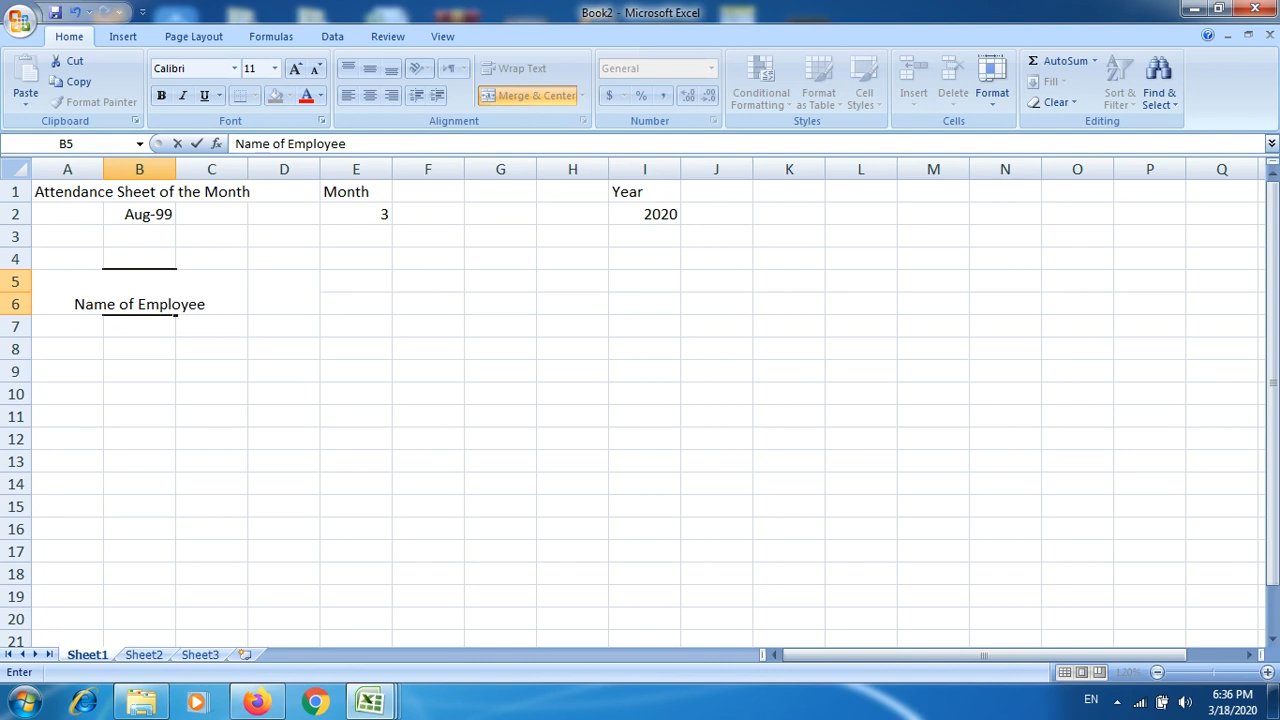 Book2 - Microsoft Excel
Home Insert Page Layout Formulas Data Review View
Paste Cut Copy Format Painter Clipboard
Calibri 11 A A B I U A Font
Wrap Text Merge & Center Alignment
General $ % , Number
Conditional Formatting Format as Table Cell Styles Styles
Insert Delete Format Cells
Σ AutoSum Fill Clear Sort & Filter Find & Select Editing
B5 fx Name of Employee
A B C D E F G H I J K L M N O P Q
1 Attendance Sheet of the Month Month Year
2 Aug-99 3 2020
3
4
5
6 Name of Employee
7
8
9
10
11
12
13
14
15
16
17
18
19
20
21
Sheet1 Sheet2 Sheet3
Enter 120%
EN 6:36 PM
3/18/2020